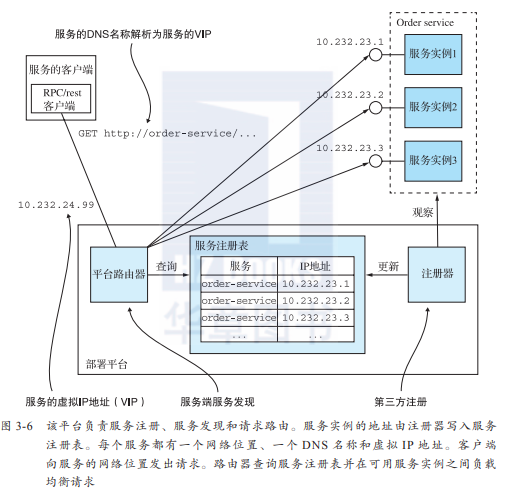 服务的DNS名称解析为服务的VIP
Order service
10.232.23.1
服务实例1
服务的客户端
RPC/rest
客户端
10.232.23.2
服务实例2
GET http://order-service/...
10.232.23.3
服务实例3
10.232.24.99
观察
服务注册表
平台路由器
查询
服务
IP地址
更新
注册器
order-service
10.232.23.1
order-service
10.232.23.2
order-service
10.232.23.3
...
...
华章图书
部署平台
服务的虚拟IP地址（VIP）
服务端服务发现
第三方注册
图 3-6 该平台负责服务注册、服务发现和请求路由。服务实例的地址由注册器写入服务
注册表。每个服务都有一个网络位置、一个 DNS 名称和虚拟 IP 地址。客户端
向服务的网络位置发出请求。路由器查询服务注册表并在可用服务实例之间负载
均衡请求